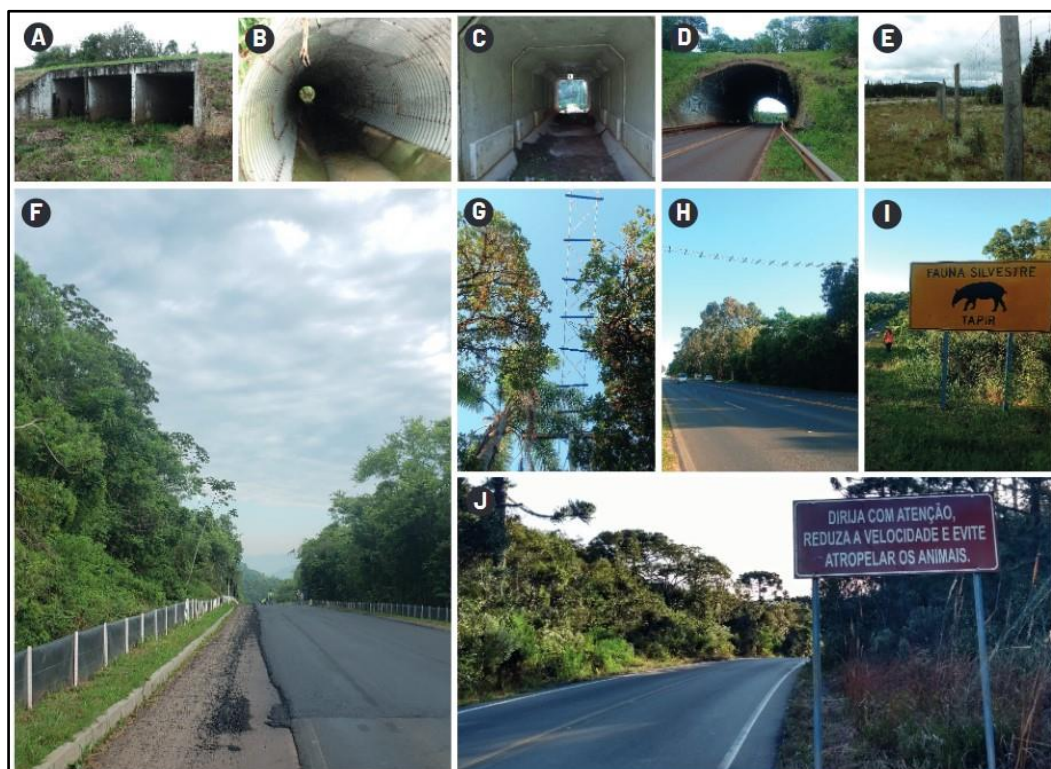 A
B
C
D
E
F
G
H
I
FAUNA SILVESTRE
TAPIR
J
DIRIJA COM ATENÇÃO,
REDUZA A VELOCIDADE E EVITE
ATROPELAR OS ANIMAIS.